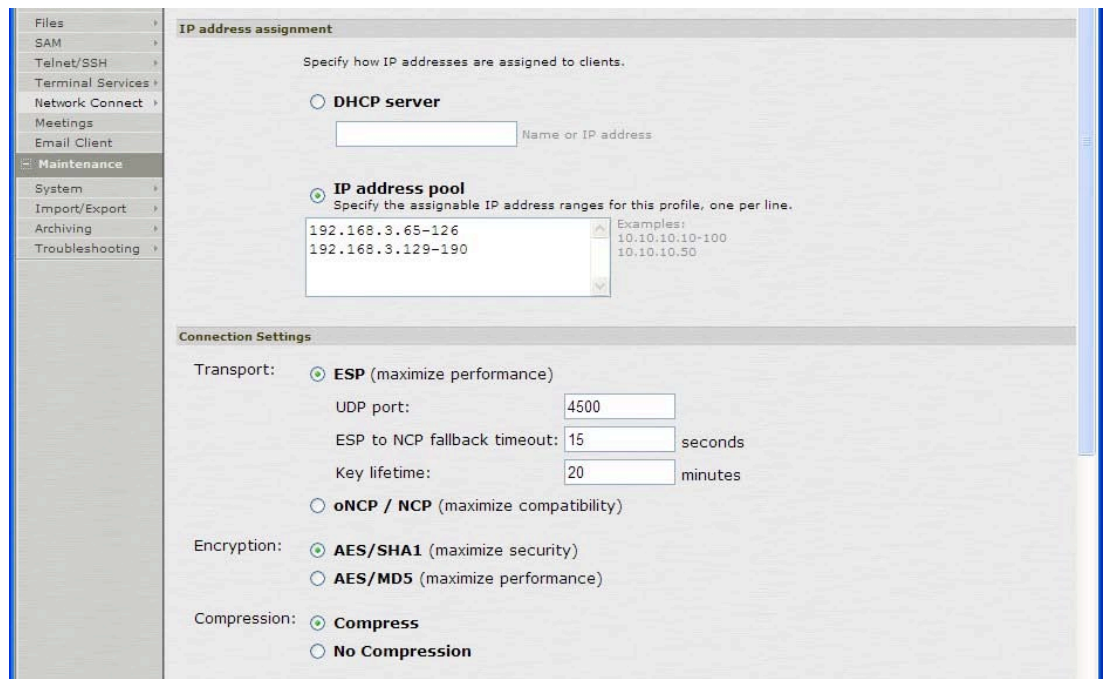 Files
SAM
Telnet/SSH
Terminal Services
Network Connect
Meetings
Email Client
Maintenance
System
Import/Export
Archiving
Troubleshooting
IP address assignment
Specify how IP addresses are assigned to clients.
DHCP server
Name or IP address
IP address pool
Specify the assignable IP address ranges for this profile, one per line.
192.168.3.65-126
192.168.3.129-190
Examples:
10.10.10.10-100
10.10.10.50
Connection Settings
Transport: ESP (maximize performance)
UDP port: 4500
ESP to NCP fallback timeout: 15 seconds
Key lifetime: 20 minutes
oNCP / NCP (maximize compatibility)
Encryption: AES/SHA1 (maximize security)
AES/MD5 (maximize performance)
Compression: Compress
No Compression